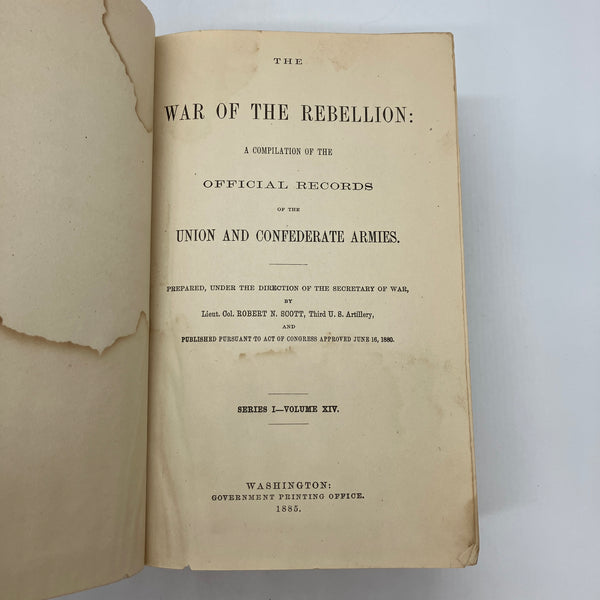 THE
WAR OF THE REBELLION:
A COMPILATION OF THE
OFFICIAL RECORDS
OF THE
UNION AND CONFEDERATE ARMIES.
PREPARED, UNDER THE DIRECTION OF THE SECRETARY OF WAR,
BY
Lieut. Col. ROBERT N. SCOTT, Third U. S. Artillery,
AND
PUBLISHED PURSUANT TO ACT OF CONGRESS APPROVED JUNE 16, 1880.
SERIES I—VOLUME XIV.
WASHINGTON:
GOVERNMENT PRINTING OFFICE.
1885.